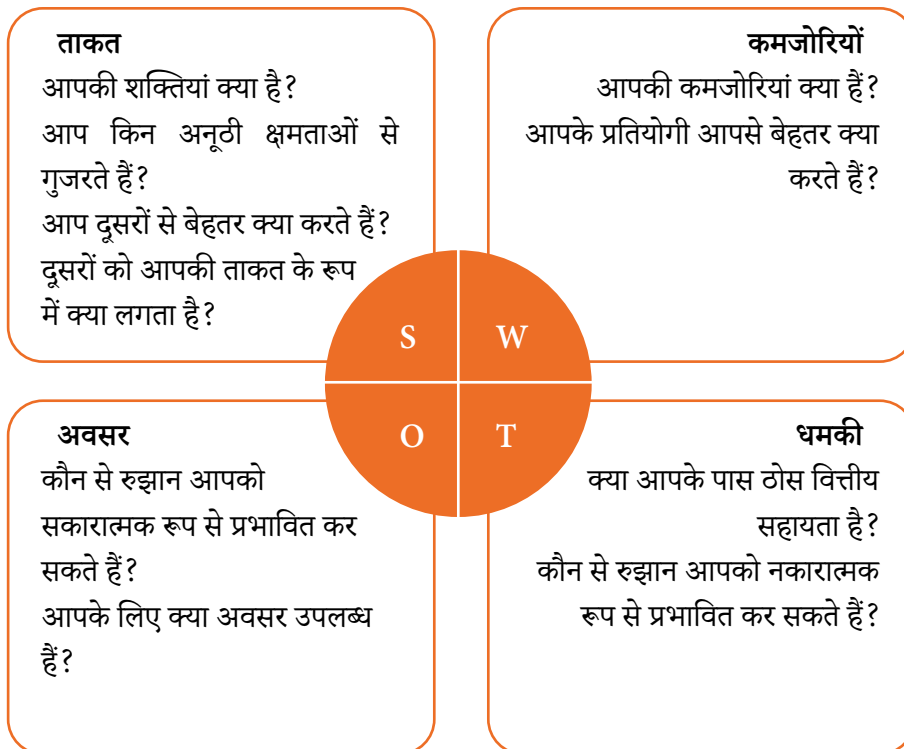 ताकत
आपकी शक्तियां क्या है?
आप किन अनूठी क्षमताओं से
गुजरते हैं?
आप दूसरों से बेहतर क्या करते हैं?
दूसरों को आपकी ताकत के रूप
में क्या लगता है?
कमजोरियों
आपकी कमजोरियां क्या हैं?
आपके प्रतियोगी आपसे बेहतर क्या
करते हैं?
S
W
O
T
अवसर
कौन से रुझान आपको
सकारात्मक रूप से प्रभावित कर
सकते हैं?
आपके लिए क्या अवसर उपलब्ध
हैं?
धमकी
क्या आपके पास ठोस वित्तीय
सहायता है?
कौन से रुझान आपको नकारात्मक
रूप से प्रभावित कर सकते हैं?